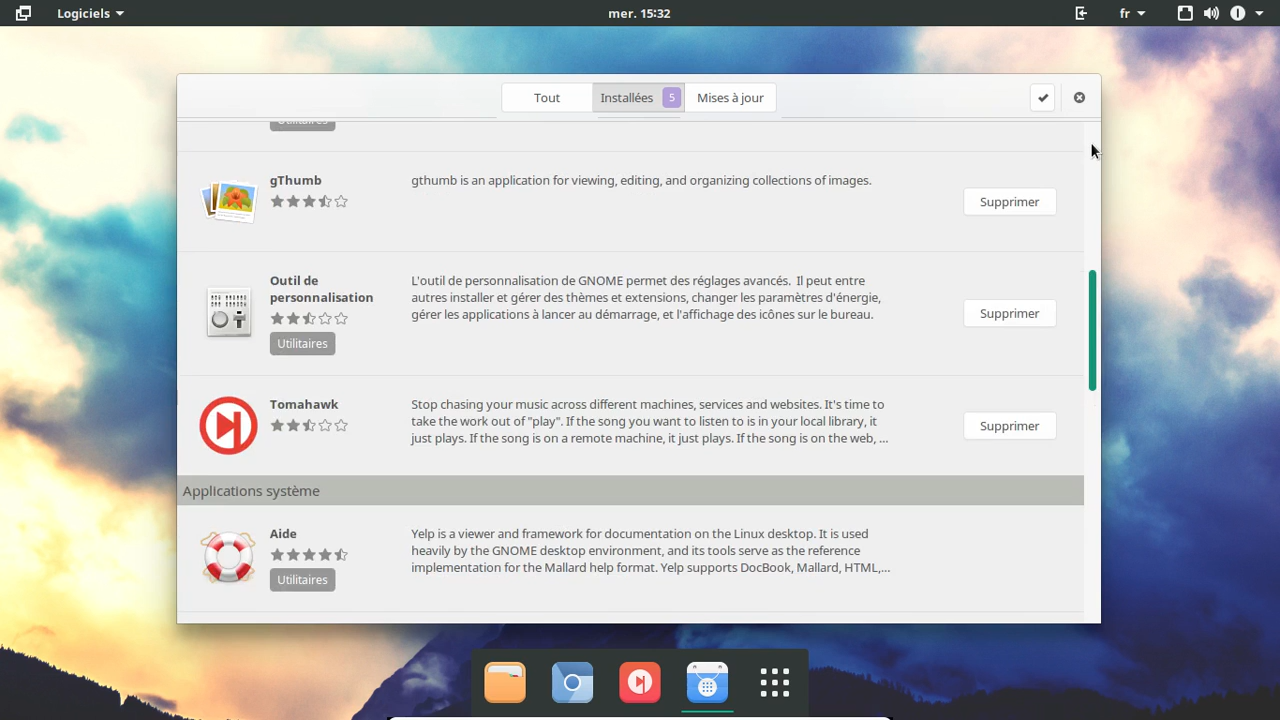 Logiciels
mer. 15:32
fr
Tout
Installées 5
Mises à jour
Utilitaires
gThumb
gthumb is an application for viewing, editing, and organizing collections of images.
Supprimer
Outil de
personnalisation
L'outil de personnalisation de GNOME permet des réglages avancés. Il peut entre
autres installer et gérer des thèmes et extensions, changer les paramètres d'énergie,
gérer les applications à lancer au démarrage, et l'affichage des icônes sur le bureau.
Supprimer
Utilitaires
Tomahawk
Stop chasing your music across different machines, services and websites. It's time to
take the work out of "play". If the song you want to listen to is in your local library, it
just plays. If the song is on a remote machine, it just plays. If the song is on the web, ...
Supprimer
Applications système
Aide
Yelp is a viewer and framework for documentation on the Linux desktop. It is used
heavily by the GNOME desktop environment, and its tools serve as the reference
implementation for the Mallard help format. Yelp supports DocBook, Mallard, HTML,...
Utilitaires